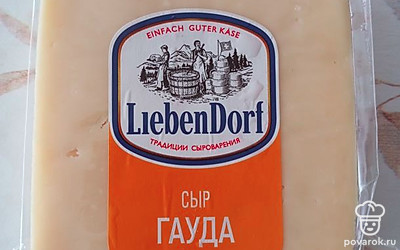 EINFACH GUTER KÄSE
LIEBENDORF
ТРАДИЦИИ СЫРОВАРЕНИЯ
СЫР
ГАУДА
povarok.ru